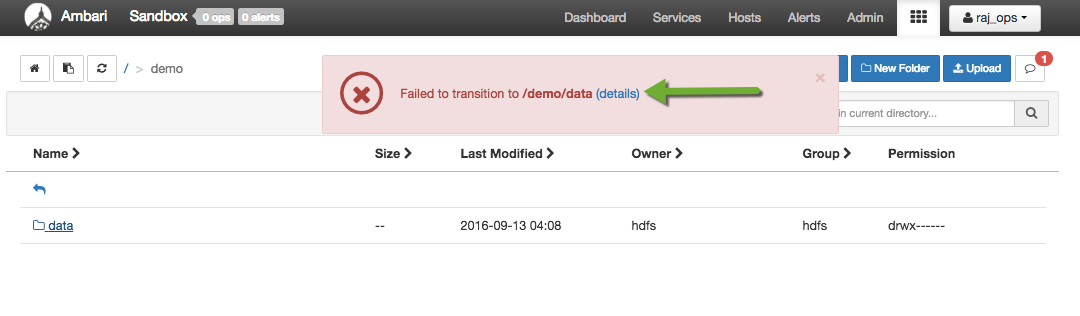 Ambari Sandbox 0 ops 0 alerts Dashboard Services Hosts Alerts Admin raj_ops
/ > demo New Folder Upload 1
Failed to transition to /demo/data (details) ×
in current directory...
Name Size Last Modified Owner Group Permission
data -- 2016-09-13 04:08 hdfs hdfs drwx------